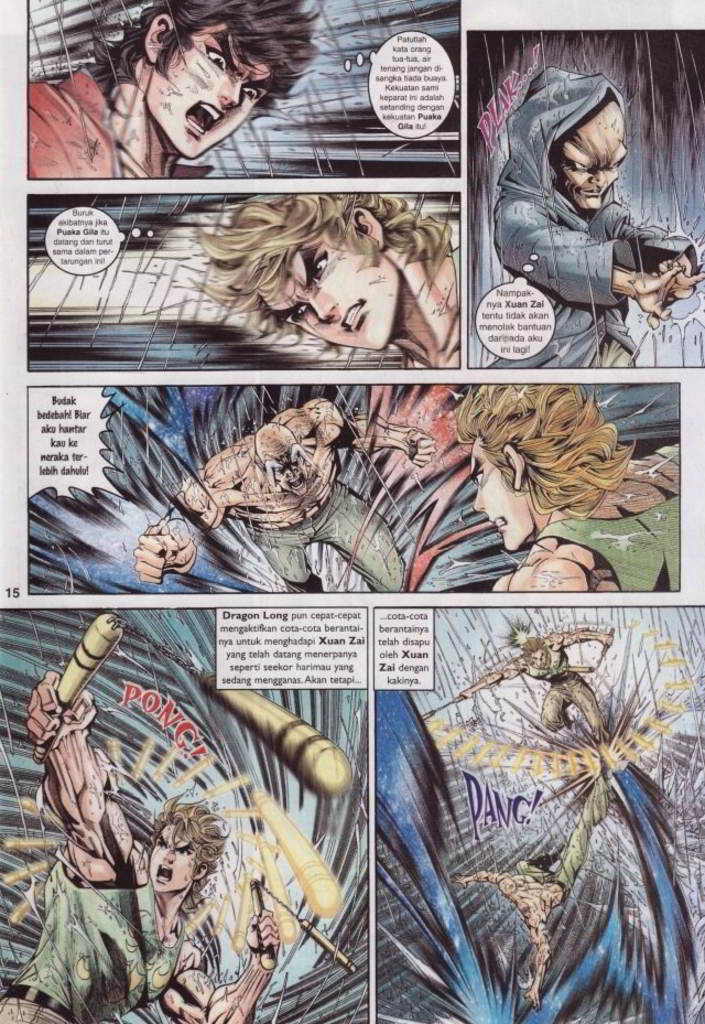 Patutlah
kata orang
tua-tua, air
tenang jangan di-
sangka tiada buaya.
Kekuatan sami
keparat ini adalah
setanding dengan
kekuatan Puaka
Gila itu!
PIAK...!
Nampak-
nya Xuan Zai
tentu tidak akan
menolak bantuan
daripada aku
ini lagi!
Buruk
akibatnya jika
Puaka Gila itu
datang dan turut
sama dalam per-
tarungan ini!
Budak
bedebah! Biar
aku hantar
kau ke
neraka ter-
lebih dahulu!
15
Dragon Long pun cepat-cepat
mengaktifkan cota-cota berantai-
nya untuk menghadapi Xuan Zai
yang telah datang menerpanya
seperti seekor harimau yang
sedang mengganas. Akan tetapi...
PONG!
...cota-cota
berantainya
telah disapu
oleh Xuan
Zai dengan
kakinya.
PANG!